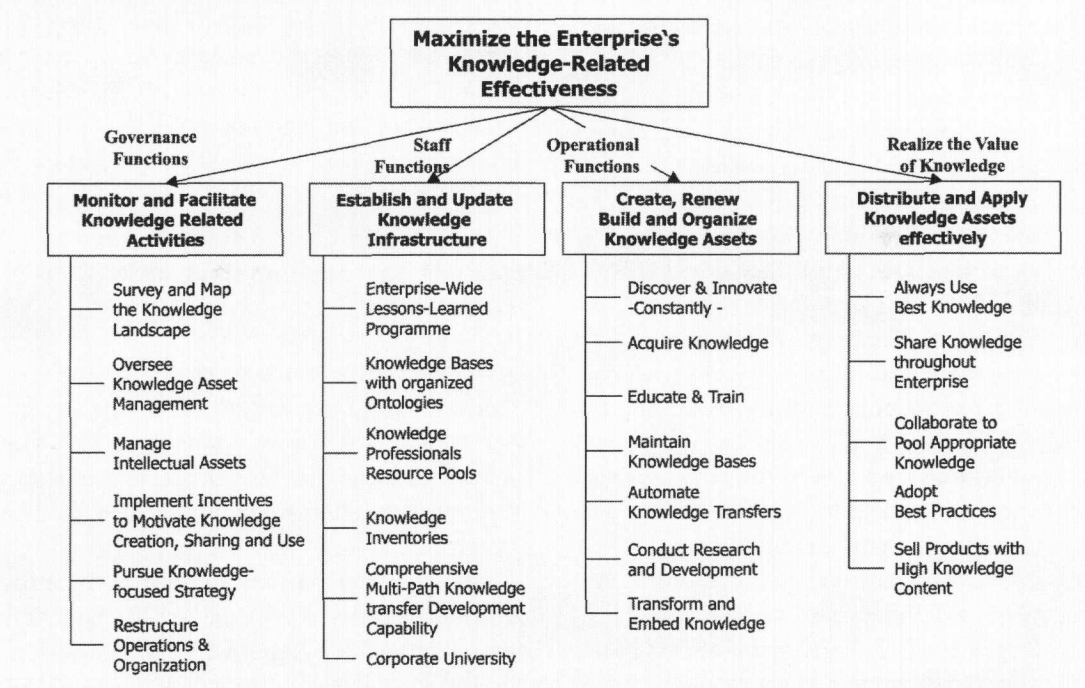 Maximize the Enterprise's
Knowledge-Related
Effectiveness
Governance
Functions
Staff
Functions
Operational
Functions
Realize the Value
of Knowledge
Monitor and Facilitate
Knowledge Related
Activities
Establish and Update
Knowledge
Infrastructure
Create, Renew
Build and Organize
Knowledge Assets
Distribute and Apply
Knowledge Assets
effectively
Survey and Map
the Knowledge
Landscape
Oversee
Knowledge Asset
Management
Manage
Intellectual Assets
Implement Incentives
to Motivate Knowledge
Creation, Sharing and Use
Pursue Knowledge-
focused Strategy
Restructure
Operations &
Organization
Enterprise-Wide
Lessons-Learned
Programme
Knowledge Bases
with organized
Ontologies
Knowledge
Professionals
Resource Pools
Knowledge
Inventories
Comprehensive
Multi-Path Knowledge
transfer Development
Capability
Corporate University
Discover & Innovate
-Constantly -
Acquire Knowledge
Educate & Train
Maintain
Knowledge Bases
Automate
Knowledge Transfers
Conduct Research
and Development
Transform and
Embed Knowledge
Always Use
Best Knowledge
Share Knowledge
throughout
Enterprise
Collaborate to
Pool Appropriate
Knowledge
Adopt
Best Practices
Sell Products with
High Knowledge
Content